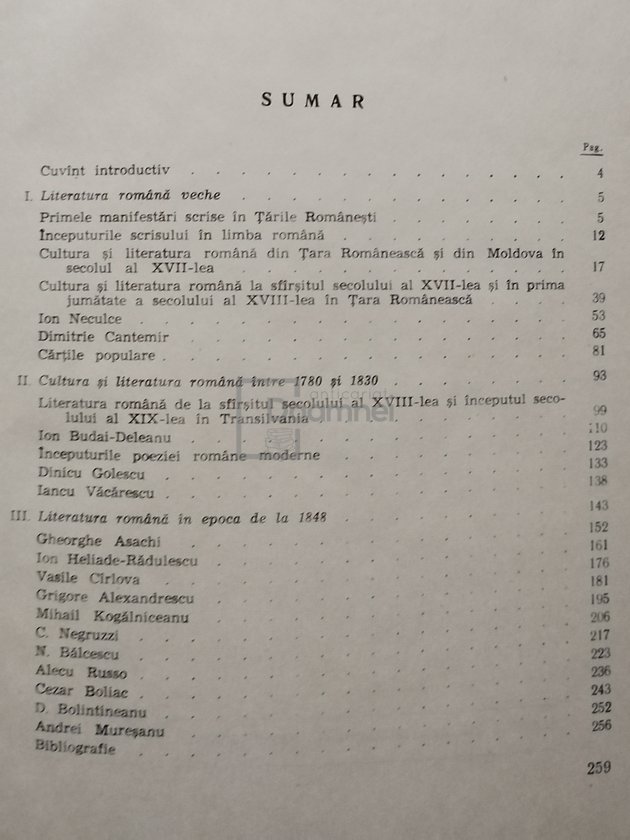 SUMAR
Pag.
Cuvînt introductiv . . . . . . . . . . . . . . . 4
I. Literatura română veche . . . . . . . . . . . . . 5
Primele manifestări scrise în Țările Românești . . . . . . . 5
Începuturile scrisului în limba română . . . . . . . . . 12
Cultura și literatura română din Țara Românească și din Moldova în
secolul al XVII-lea . . . . . . . . . . . . . 17
Cultura și literatura română la sfîrșitul secolului al XVII-lea și în prima
jumătate a secolului al XVIII-lea în Țara Românească . . . . 39
Ion Neculce . . . . . . . . . . . . . . . . . 53
Dimitrie Cantemir . . . . . . . . . . . . . . . 65
Cărțile populare . . . . . . . . . . . . . . . . 81
II. Cultura și literatura română între 1780 și 1830 . . . . . . . 93
Literatura română de la sfîrșitul secolului al XVIII-lea și începutul seco-
lului al XIX-lea în Transilvania . . . . . . . . . . 99
Ion Budai-Deleanu . . . . . . . . . . . . . . . 110
Începuturile poeziei române moderne . . . . . . . . . . 123
Dinicu Golescu . . . . . . . . . . . . . . . . 133
Iancu Văcărescu . . . . . . . . . . . . . . . . 138
III. Literatura română în epoca de la 1848 . . . . . . . . . 143
Gheorghe Asachi . . . . . . . . . . . . . . . . 152
Ion Heliade-Rădulescu . . . . . . . . . . . . . . 161
Vasile Cîrlova . . . . . . . . . . . . . . . . 176
Grigore Alexandrescu . . . . . . . . . . . . . . 181
Mihail Kogălniceanu . . . . . . . . . . . . . . 195
C. Negruzzi . . . . . . . . . . . . . . . . . 206
N. Bălcescu . . . . . . . . . . . . . . . . . 217
Alecu Russo . . . . . . . . . . . . . . . . . 223
Cezar Boliac . . . . . . . . . . . . . . . . . 236
D. Bolintineanu . . . . . . . . . . . . . . . . 243
Andrei Mureșanu . . . . . . . . . . . . . . . . 252
Bibliografie . . . . . . . . . . . . . . . . . 256
259